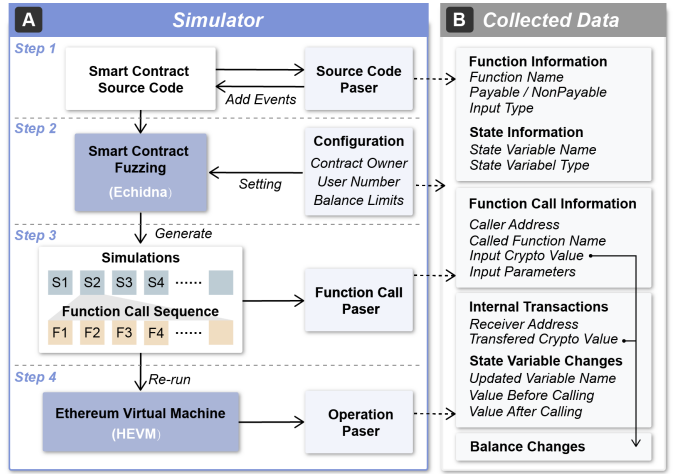 A
Simulator
Step 1
Smart Contract
Source Code
Add Events
Source Code
Paser
Step 2
Smart Contract
Fuzzing
(Echidna)
Setting
Configuration
Contract Owner
User Number
Balance Limits
Generate
Step 3
Simulations
S1 S2 S3 S4 ······
Function Call Sequence
F1 F2 F3 F4 ······
Function Call
Paser
Step 4
Re-run
Ethereum Virtual Machine
(HEVM)
Operation
Paser
B
Collected Data
Function Information
Function Name
Payable / NonPayable
Input Type
State Information
State Variable Name
State Variabel Type
Function Call Information
Caller Address
Called Function Name
Input Crypto Value
Input Parameters
Internal Transactions
Receiver Address
Transfered Crypto Value
State Variable Changes
Updated Variable Name
Value Before Calling
Value After Calling
Balance Changes